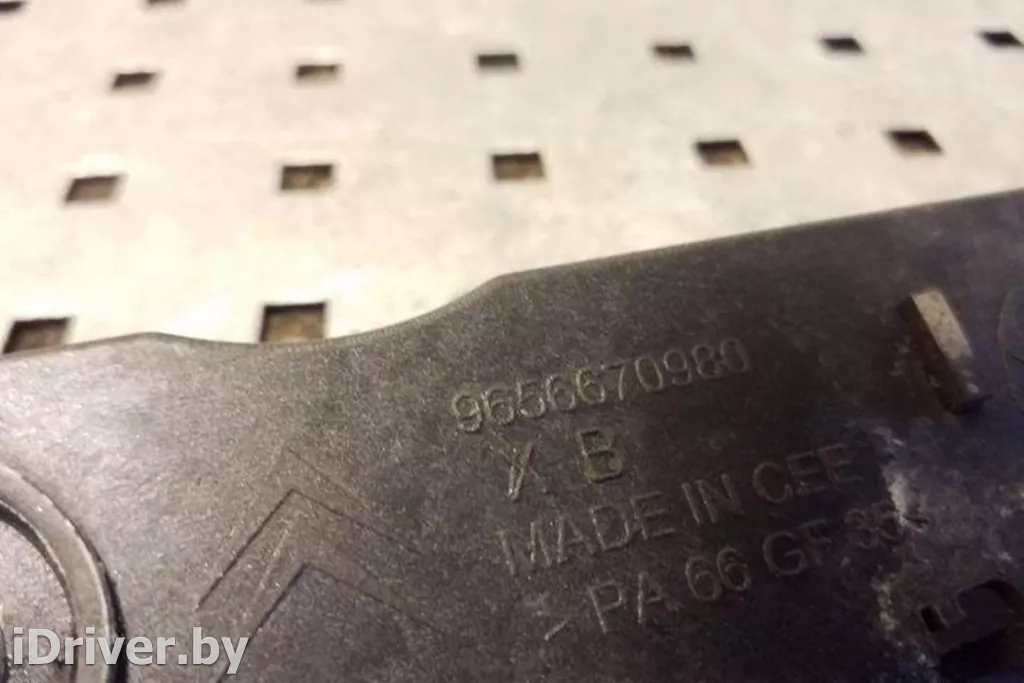 9656670980
X B
MADE IN CEE
>PA 66 GF 35<
iDriver.by